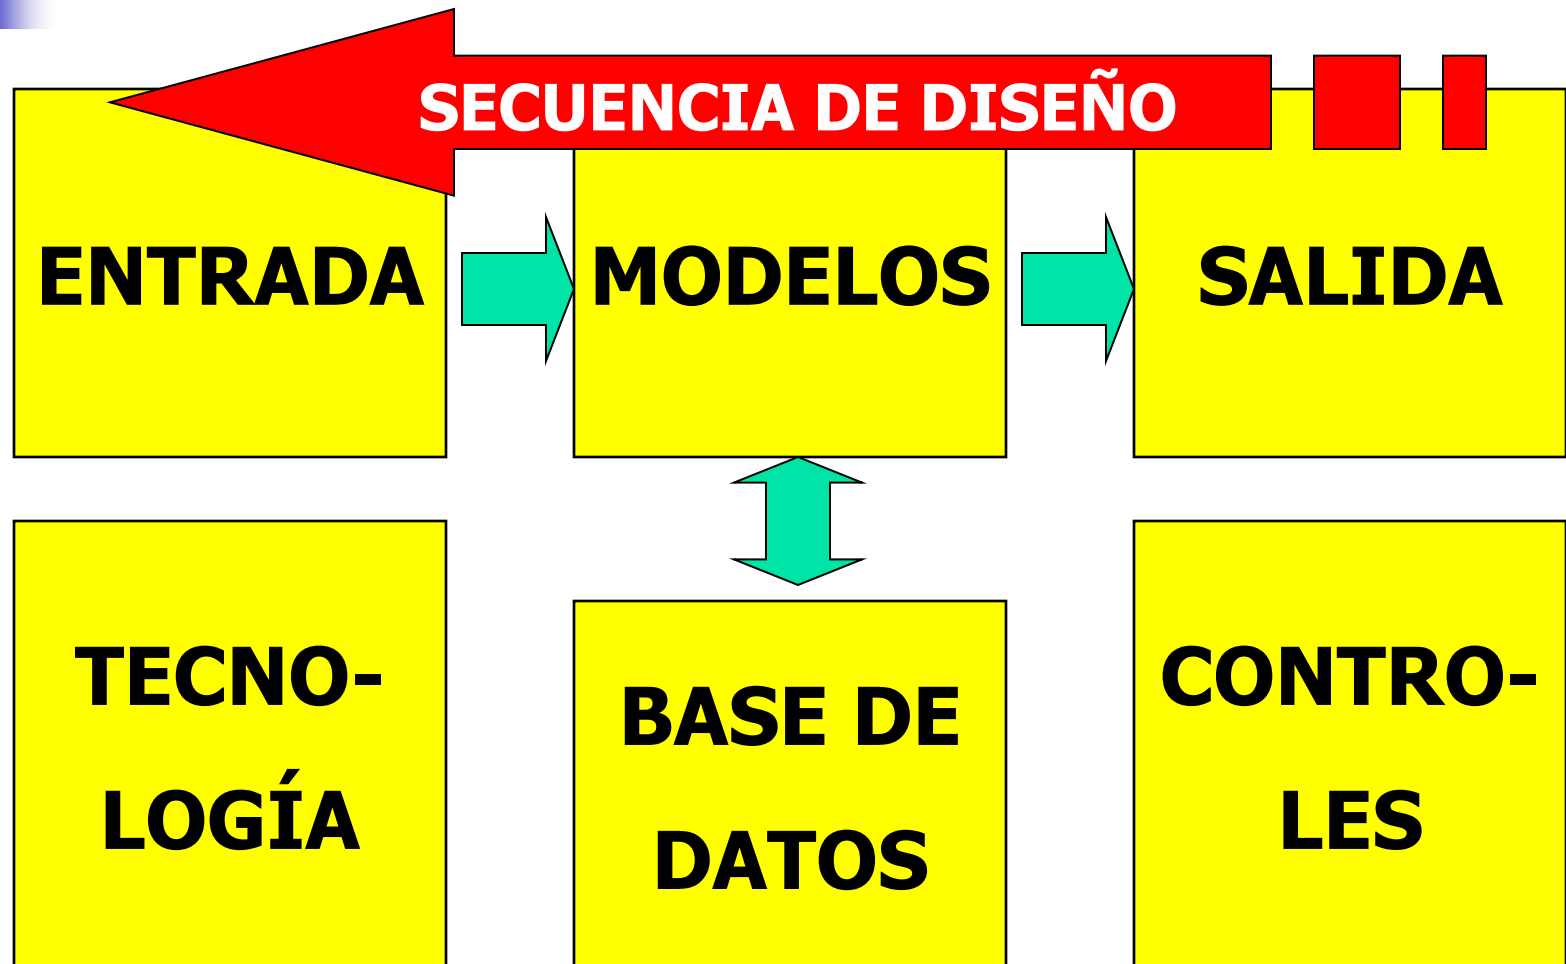 SECUENCIA DE DISEÑO
ENTRADA
MODELOS
SALIDA
TECNO-
LOGÍA
BASE DE
DATOS
CONTRO-
LES